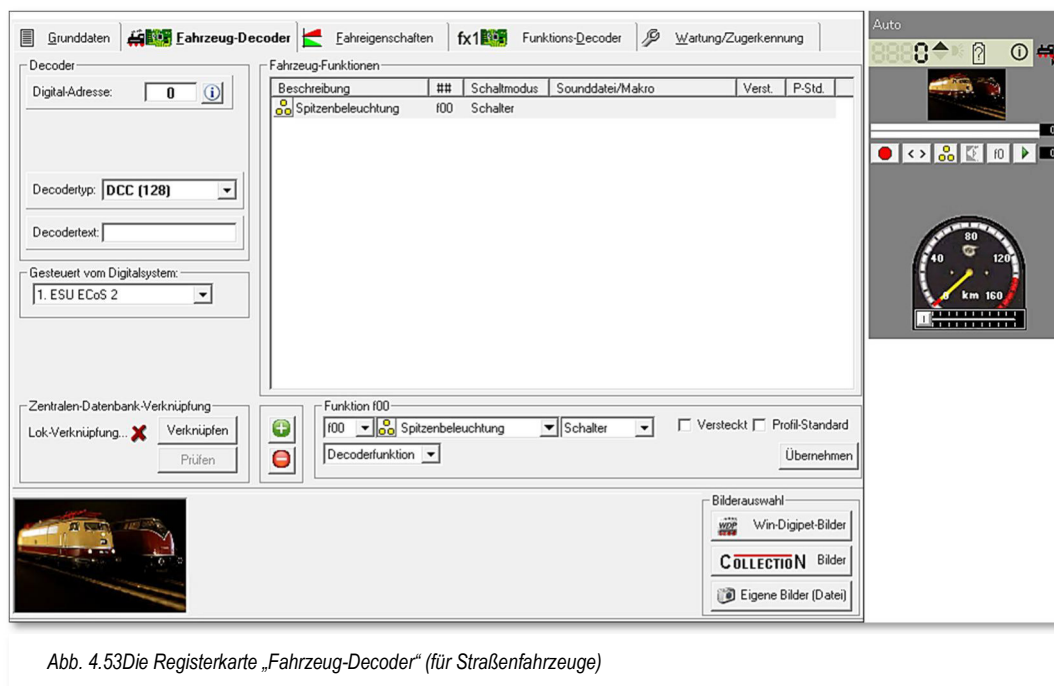 Grunddaten Fahrzeug-Decoder Fahreigenschaften fx1 Funktions-Decoder Wartung/Zugerkennung
Decoder
Digital-Adresse: 0
Decodertyp: DCC (128)
Decodertext:
Gesteuert vom Digitalsystem:
1. ESU ECoS 2
Zentralen-Datenbank-Verknüpfung
Lok-Verknüpfung... Verknüpfen
Prüfen
Fahrzeug-Funktionen
Beschreibung ## Schaltmodus Sounddatei/Makro Verst. P-Std.
Spitzenbeleuchtung f00 Schalter
Funktion f00
f00 Spitzenbeleuchtung Schalter Versteckt Profil-Standard
Decoderfunktion Übernehmen
Bilderauswahl
WDP Win-Digipet-Bilder
COLLECTION Bilder
Eigene Bilder (Datei)
Auto
0 ?
< > f0
80
40 120
0 km 160
Abb. 4.53Die Registerkarte „Fahrzeug-Decoder“ (für Straßenfahrzeuge)